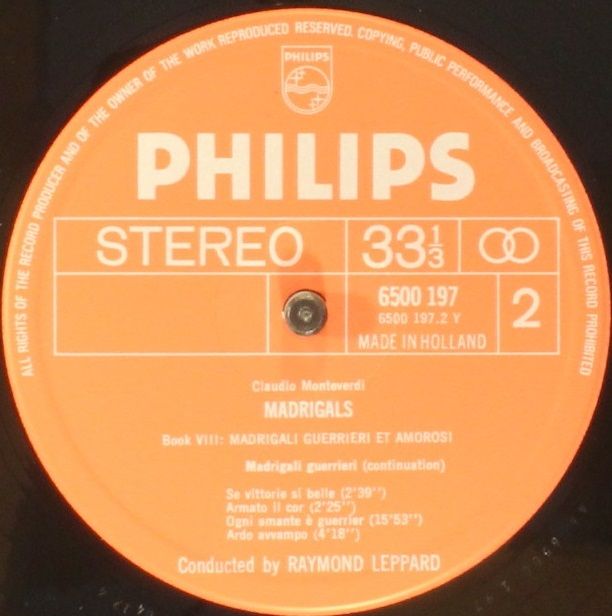 ALL RIGHTS OF THE RECORD PRODUCER AND OF THE OWNER OF THE WORK REPRODUCED RESERVED. COPYING, PUBLIC PERFORMANCE AND BROADCASTING OF THIS RECORD PROHIBITED
PHILIPS
PHILIPS
STEREO 33 1/3
6500 197
6500 197.2 Y
MADE IN HOLLAND
2
Claudio Monteverdi
MADRIGALS
Book VIII: MADRIGALI GUERRIERI ET AMOROSI
Madrigali guerrieri (continuation)
Se vittorie si belle (2'39'')
Armato il cor (2'25'')
Ogni amante è guerrier (15'53'')
Ardo avvampo (4'18'')
Conducted by RAYMOND LEPPARD